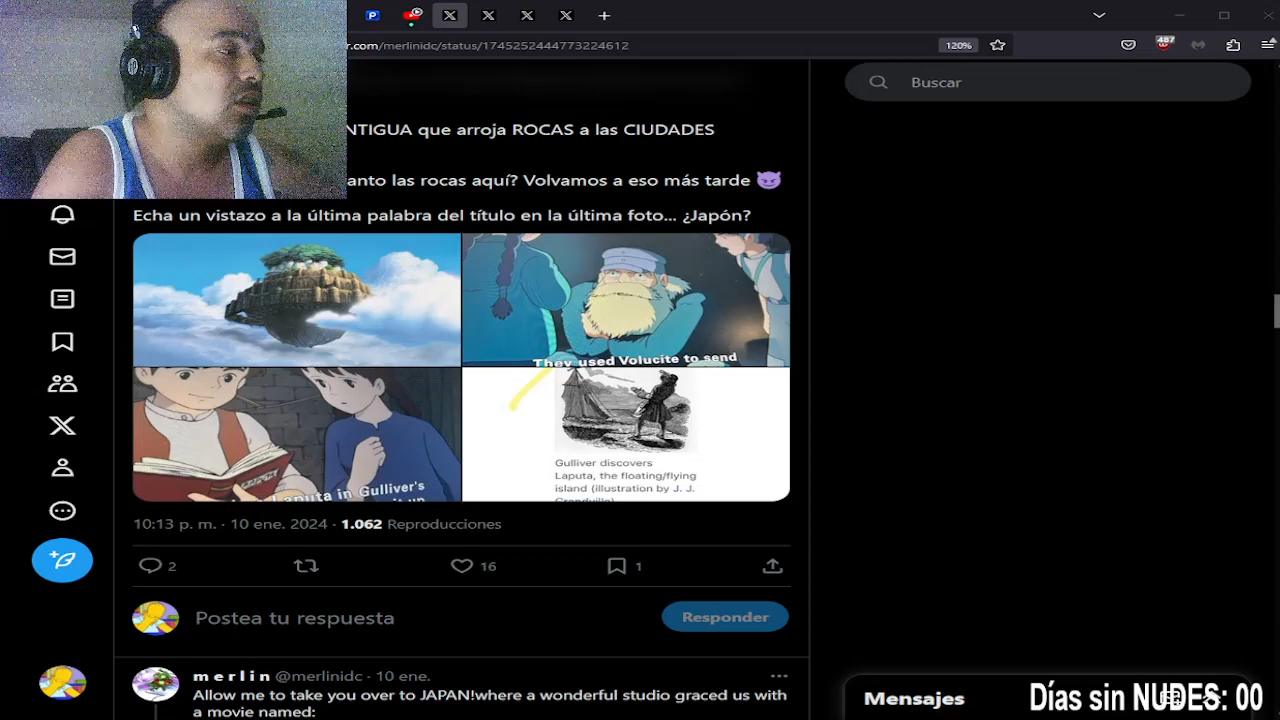 .com/merlinidc/status/1745252444773224612
120%
487
Buscar
NTIGUA que arroja ROCAS a las CIUDADES
anto las rocas aquí? Volvamos a eso más tarde 😈
Echa un vistazo a la última palabra del título en la última foto... ¿Japón?
They used Volucite to send
Laputa in Gulliver's
Gulliver discovers
Laputa, the floating/flying
island (illustration by J. J.
10:13 p. m. · 10 ene. 2024 · 1.062 Reproducciones
2
16
1
Postea tu respuesta
Responder
m e r l i n @merlinidc · 10 ene.
Allow me to take you over to JAPAN!where a wonderful studio graced us with
a movie named:
Mensajes
Días sin NUDES: 00